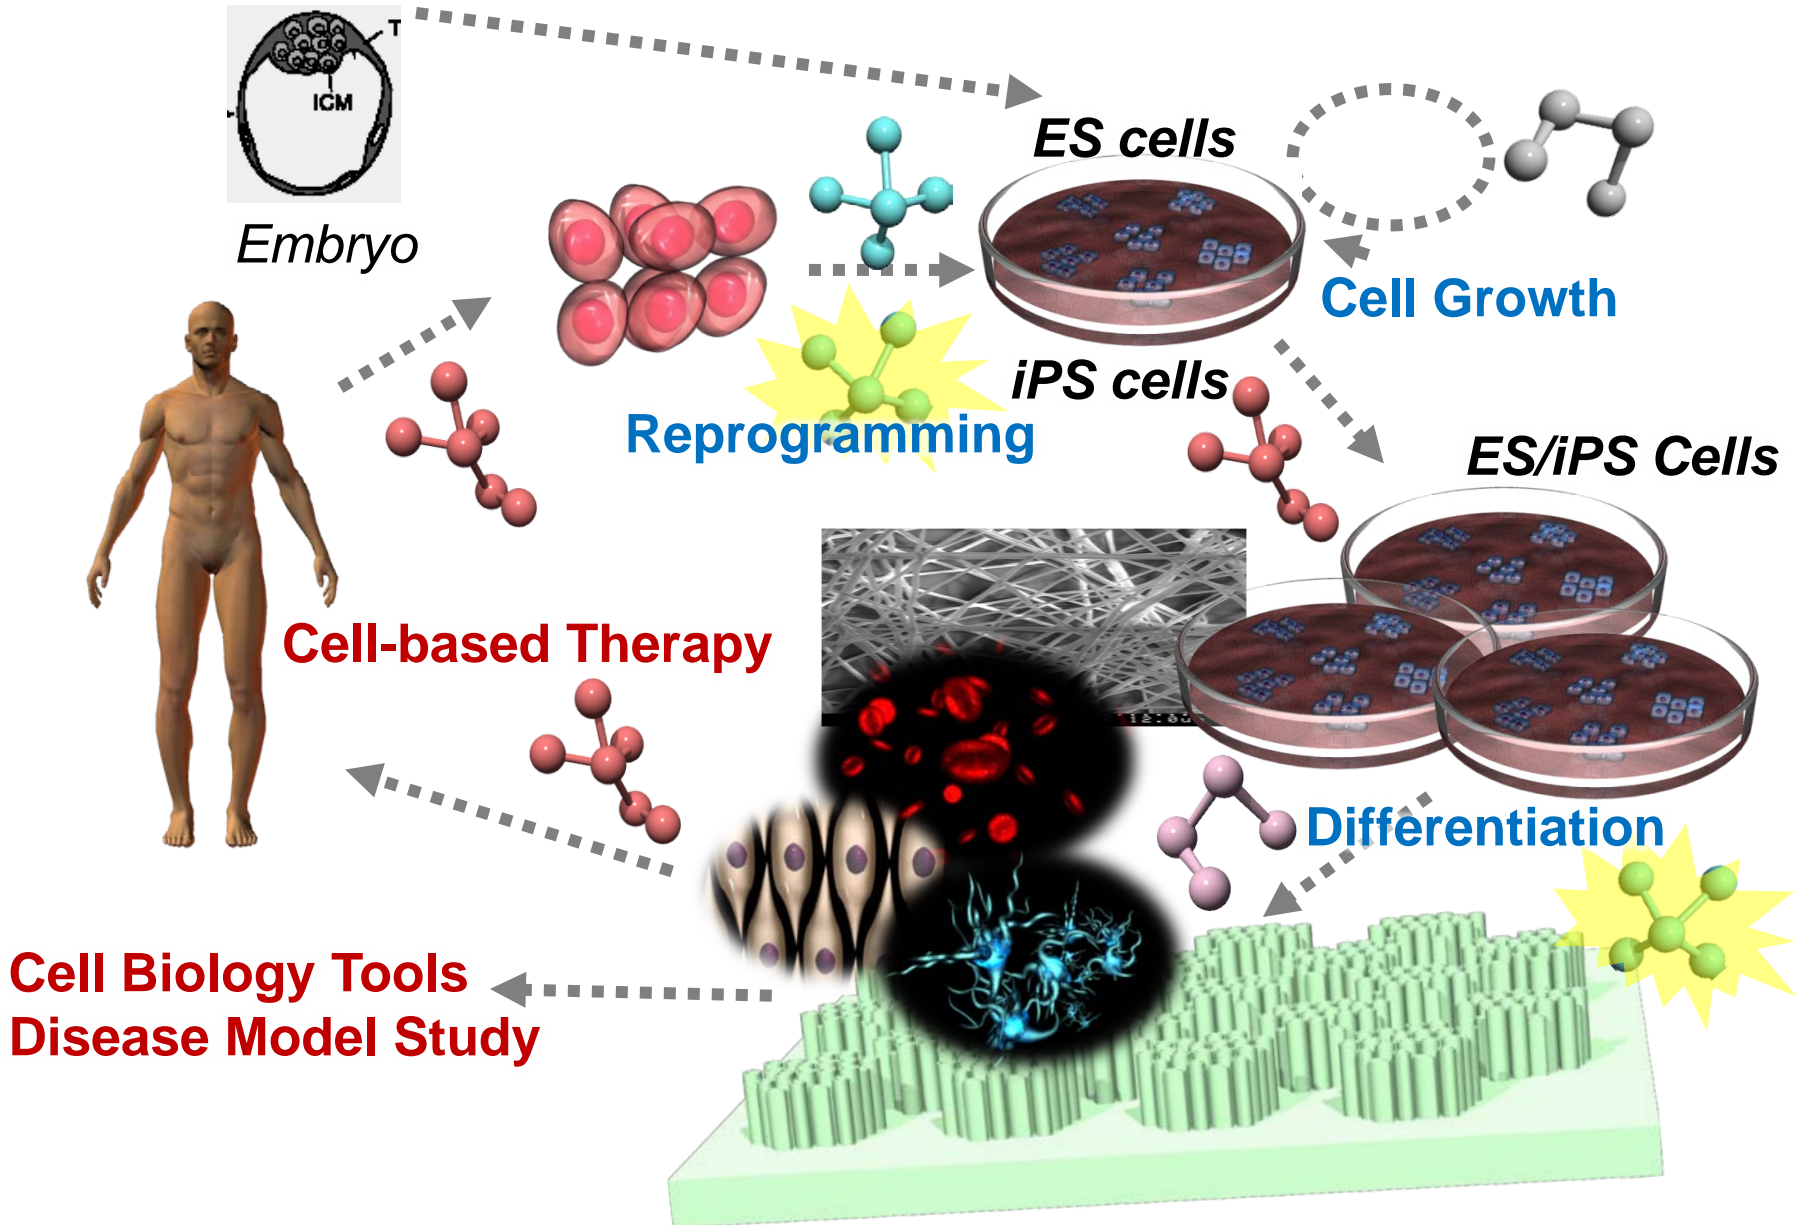 T
ICM
Embryo
ES cells
Cell Growth
iPS cells
Reprogramming
ES/iPS Cells
Cell-based Therapy
Differentiation
Cell Biology Tools
Disease Model Study